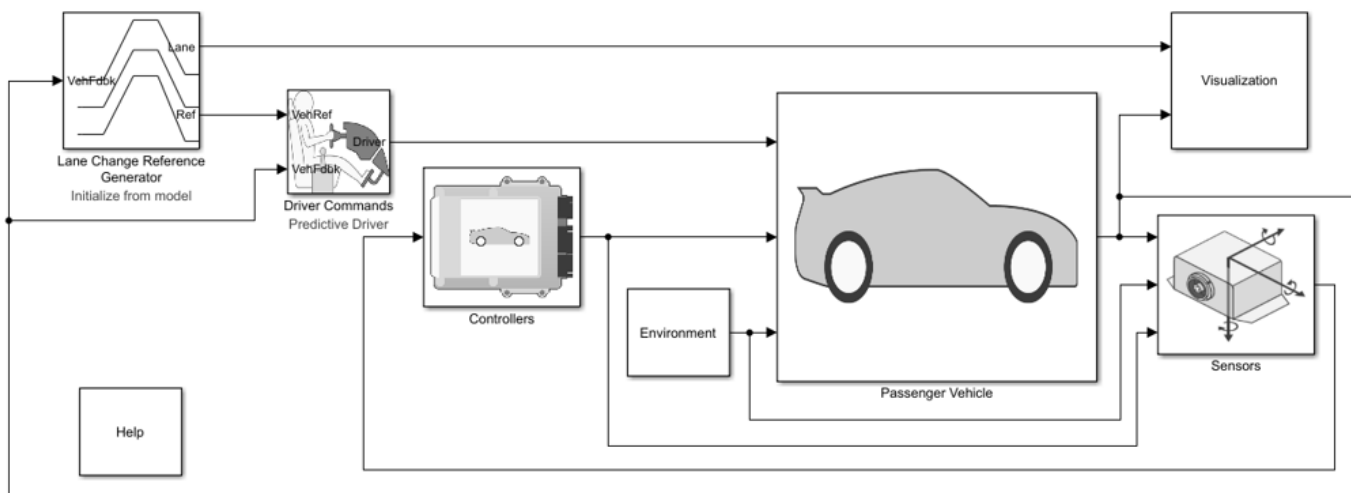 Lane
VehFdbk
Ref
Lane Change Reference
Generator
Initialize from model
VehRef
Driver
VehFdbk
Driver Commands
Predictive Driver
Controllers
Environment
Passenger Vehicle
Visualization
Sensors
Help